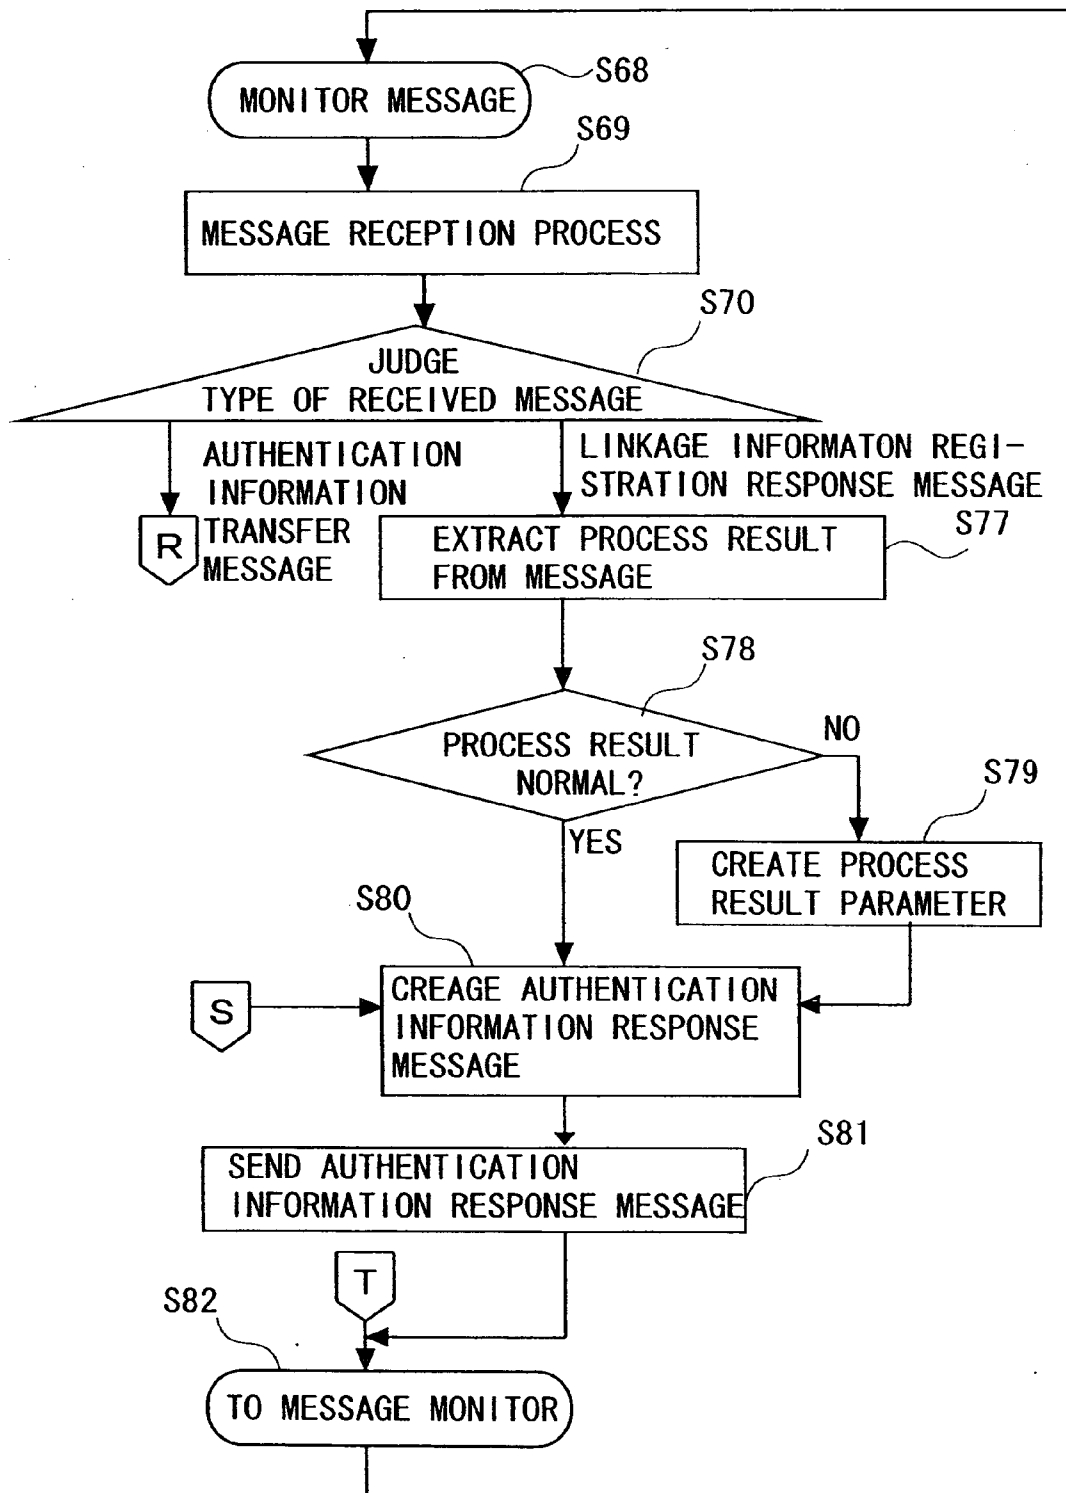 S68
MONITOR MESSAGE
S69
MESSAGE RECEPTION PROCESS
S70
JUDGE
TYPE OF RECEIVED MESSAGE
AUTHENTICATION
INFORMATION
TRANSFER
MESSAGE
R
LINKAGE INFORMATON REGI-
STRATION RESPONSE MESSAGE
S77
EXTRACT PROCESS RESULT
FROM MESSAGE
S78
PROCESS RESULT
NORMAL?
NO
YES
S79
CREATE PROCESS
RESULT PARAMETER
S80
S
CREAGE AUTHENTICATION
INFORMATION RESPONSE
MESSAGE
S81
SEND AUTHENTICATION
INFORMATION RESPONSE MESSAGE
T
S82
TO MESSAGE MONITOR